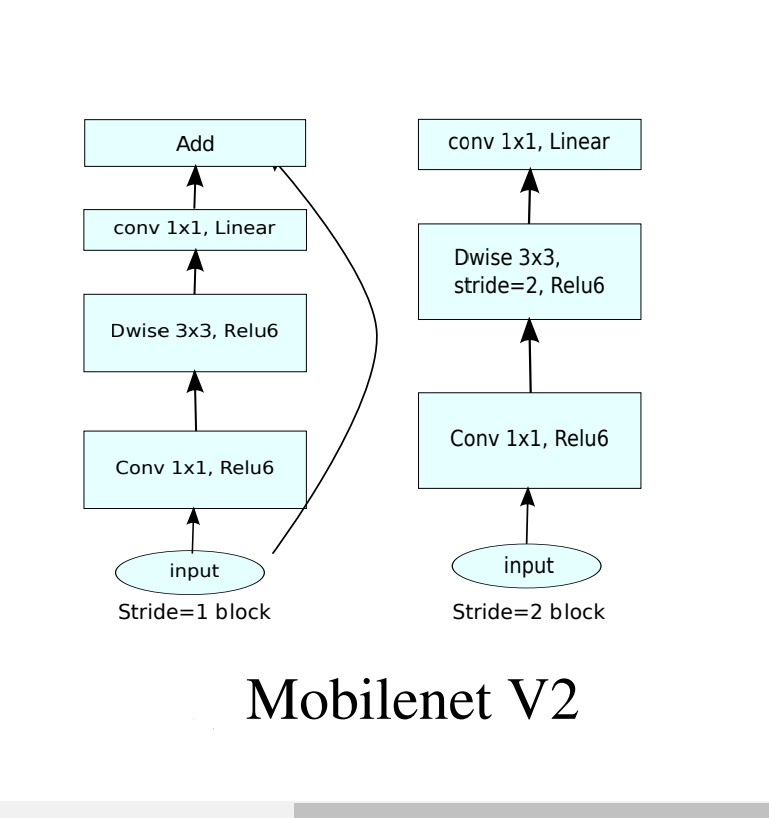 Add
conv 1x1, Linear
Dwise 3x3, Relu6
Conv 1x1, Relu6
input
Stride=1 block
conv 1x1, Linear
Dwise 3x3,
stride=2, Relu6
Conv 1x1, Relu6
input
Stride=2 block
Mobilenet V2